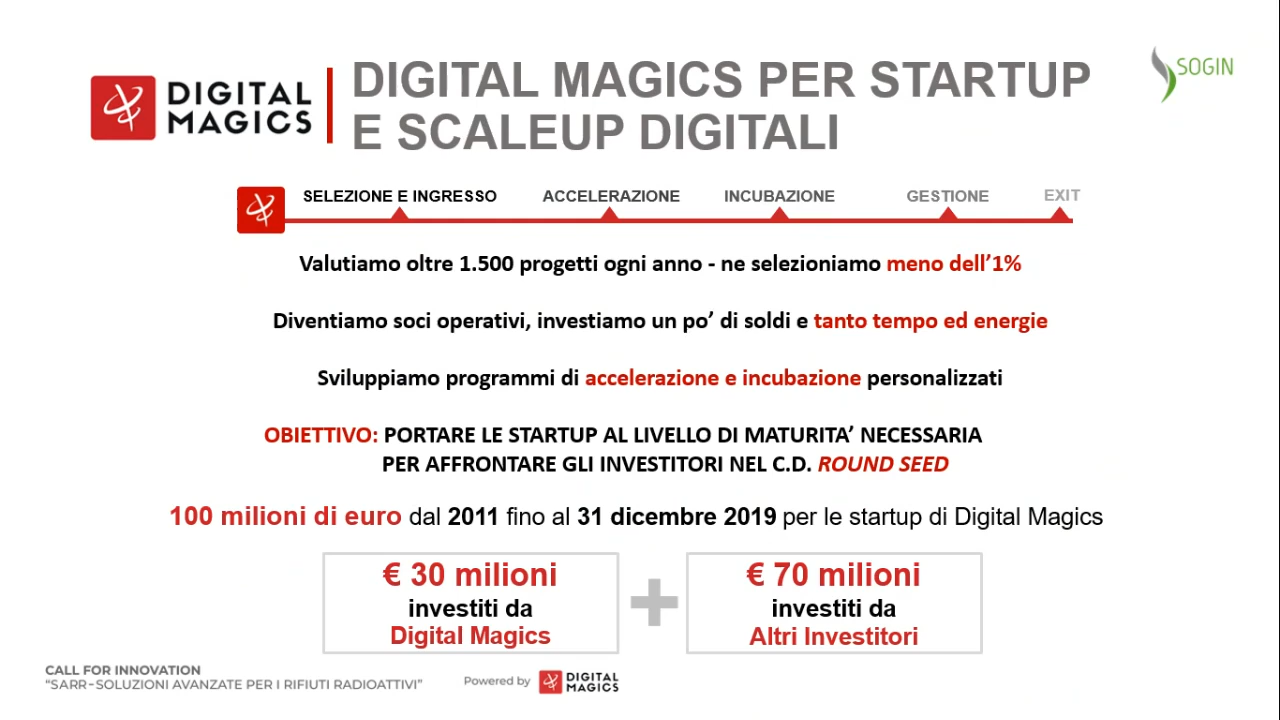 DIGITAL MAGICS
DIGITAL MAGICS PER STARTUP
E SCALEUP DIGITALI
SOGIN
SELEZIONE E INGRESSO ACCELERAZIONE INCUBAZIONE GESTIONE EXIT
Valutiamo oltre 1.500 progetti ogni anno - ne selezioniamo meno dell’1%
Diventiamo soci operativi, investiamo un po’ di soldi e tanto tempo ed energie
Sviluppiamo programmi di accelerazione e incubazione personalizzati
OBIETTIVO: PORTARE LE STARTUP AL LIVELLO DI MATURITA’ NECESSARIA
PER AFFRONTARE GLI INVESTITORI NEL C.D. ROUND SEED
100 milioni di euro dal 2011 fino al 31 dicembre 2019 per le startup di Digital Magics
€ 30 milioni
investiti da
Digital Magics
+
€ 70 milioni
investiti da
Altri Investitori
CALL FOR INNOVATION
“SARR-SOLUZIONI AVANZATE PER I RIFIUTI RADIOATTIVI”
Powered by DIGITAL MAGICS